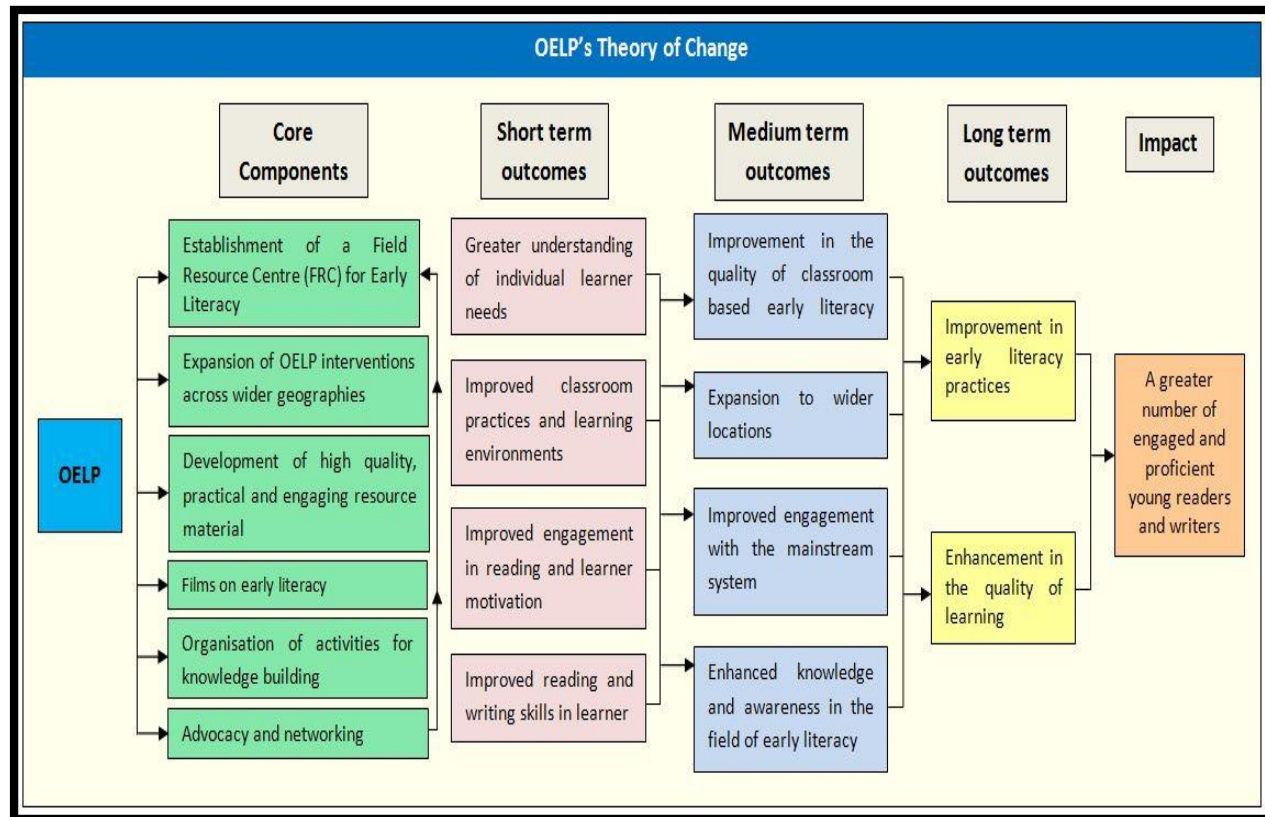 OELP's Theory of Change
Core
Components
Short term
outcomes
Medium term
outcomes
Long term
outcomes
Impact
OELP
Establishment of a Field
Resource Centre (FRC) for Early
Literacy
Expansion of OELP interventions
across wider geographies
Development of high quality,
practical and engaging resource
material
Films on early literacy
Organisation of activities for
knowledge building
Advocacy and networking
Greater understanding
of individual learner
needs
Improved classroom
practices and learning
environments
Improved engagement
in reading and learner
motivation
Improved reading and
writing skills in learner
Improvement in the
quality of classroom
based early literacy
Expansion to wider
locations
Improved engagement
with the mainstream
system
Enhanced knowledge
and awareness in the
field of early literacy
Improvement in
early literacy
practices
Enhancement in
the quality of
learning
A greater
number of
engaged and
proficient
young readers
and writers